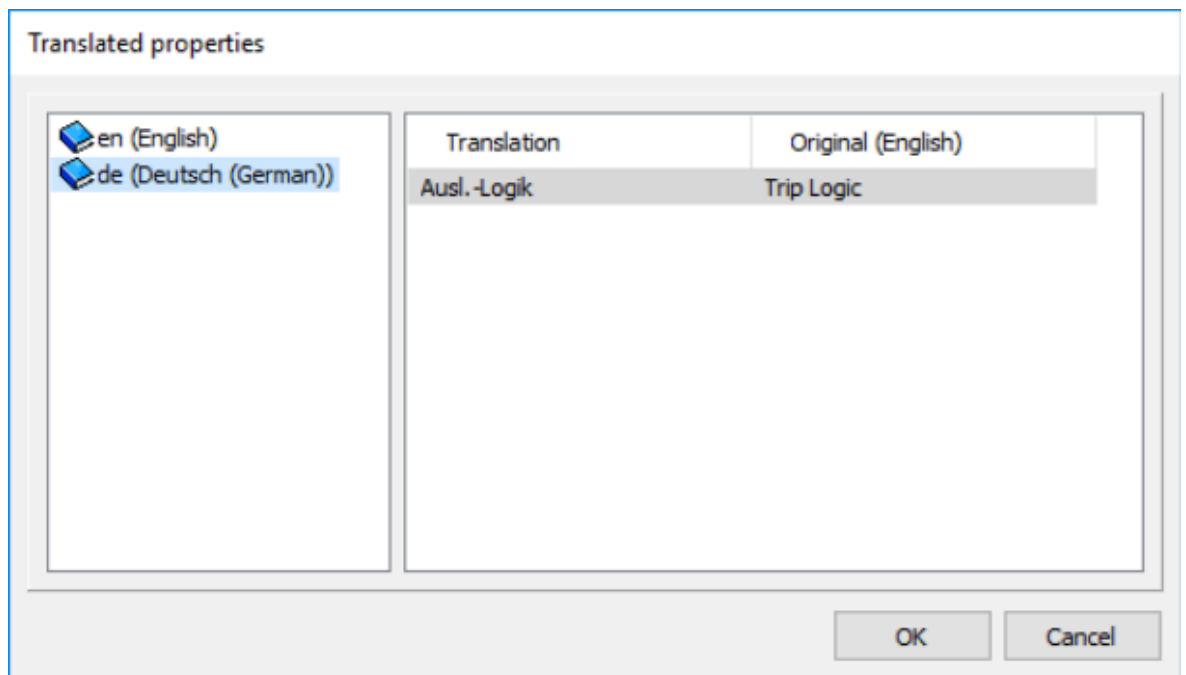 Translated properties
en (English)
de (Deutsch (German))
Translation Original (English)
Ausl.-Logik Trip Logic
OK Cancel